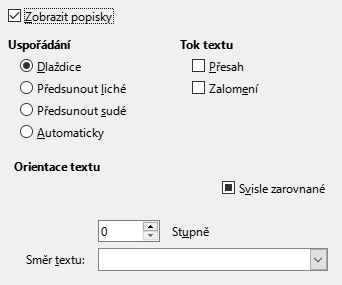 Zobrazit popisky
Uspořádání
Tok textu
Dlaždice
Přesah
Předsunout liché
Zalomení
Předsunout sudé
Automaticky
Orientace textu
Svisle zarovnané
0
Stupně
Směr textu: